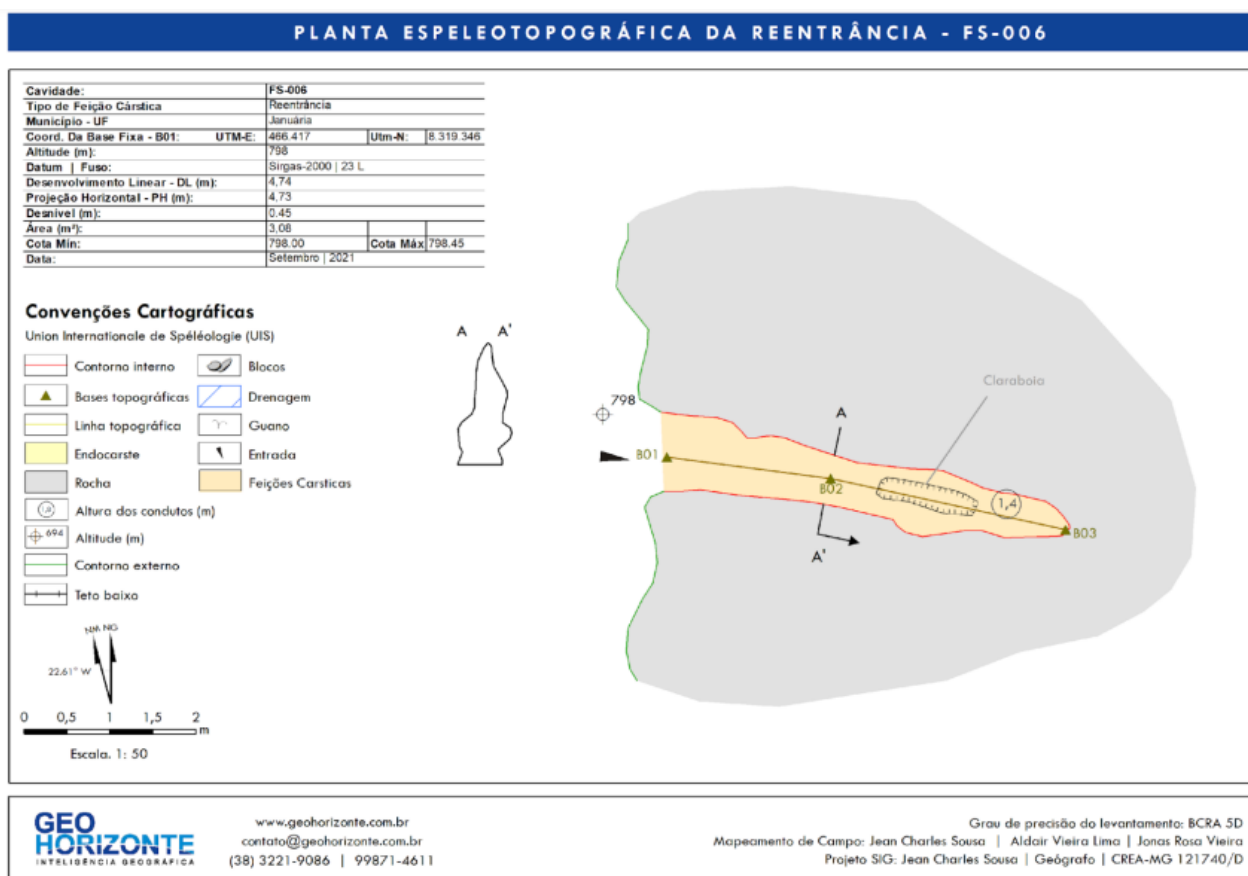 PLANTA ESPELEOTOPOGRÁFICA DA REENTRÂNCIA - FS-006
Cavidade: FS-006
Tipo de Feição Cárstica Reentrância
Município - UF Januária
Coord. Da Base Fixa - B01: UTM-E: 466.417 Utm-N: 8.319.346
Altitude (m): 798
Datum | Fuso: Sirgas-2000 | 23 L
Desenvolvimento Linear - DL (m): 4,74
Projeção Horizontal - PH (m): 4,73
Desnível (m): 0.45
Área (m²): 3,08
Cota Min: 798.00 Cota Máx 798.45
Data: Setembro | 2021
Convenções Cartográficas
Union Internationale de Spéléologie (UIS)
Contorno interno Blocos
Bases topográficas Drenagem
Linha topográfica Guano
Endocarste Entrada
Rocha Feições Carsticas
Altura dos condutos (m)
694 Altitude (m)
Contorno externo
Teto baixo
NM NG
22.61° W
0 0,5 1 1,5 2
m
Escala. 1: 50
A A'
798
Claraboia
A
B01
B02
1,4
B03
A'
GEO
HORIZONTE
INTELIGÊNCIA GEOGRÁFICA
www.geohorizonte.com.br
contato@geohorizonte.com.br
(38) 3221-9086 | 99871-4611
Grau de precisão do levantamento: BCRA 5D
Mapeamento de Campo: Jean Charles Sousa | Aldair Vieira Lima | Jonas Rosa Vieira
Projeto SIG: Jean Charles Sousa | Geógrafo | CREA-MG 121740/D